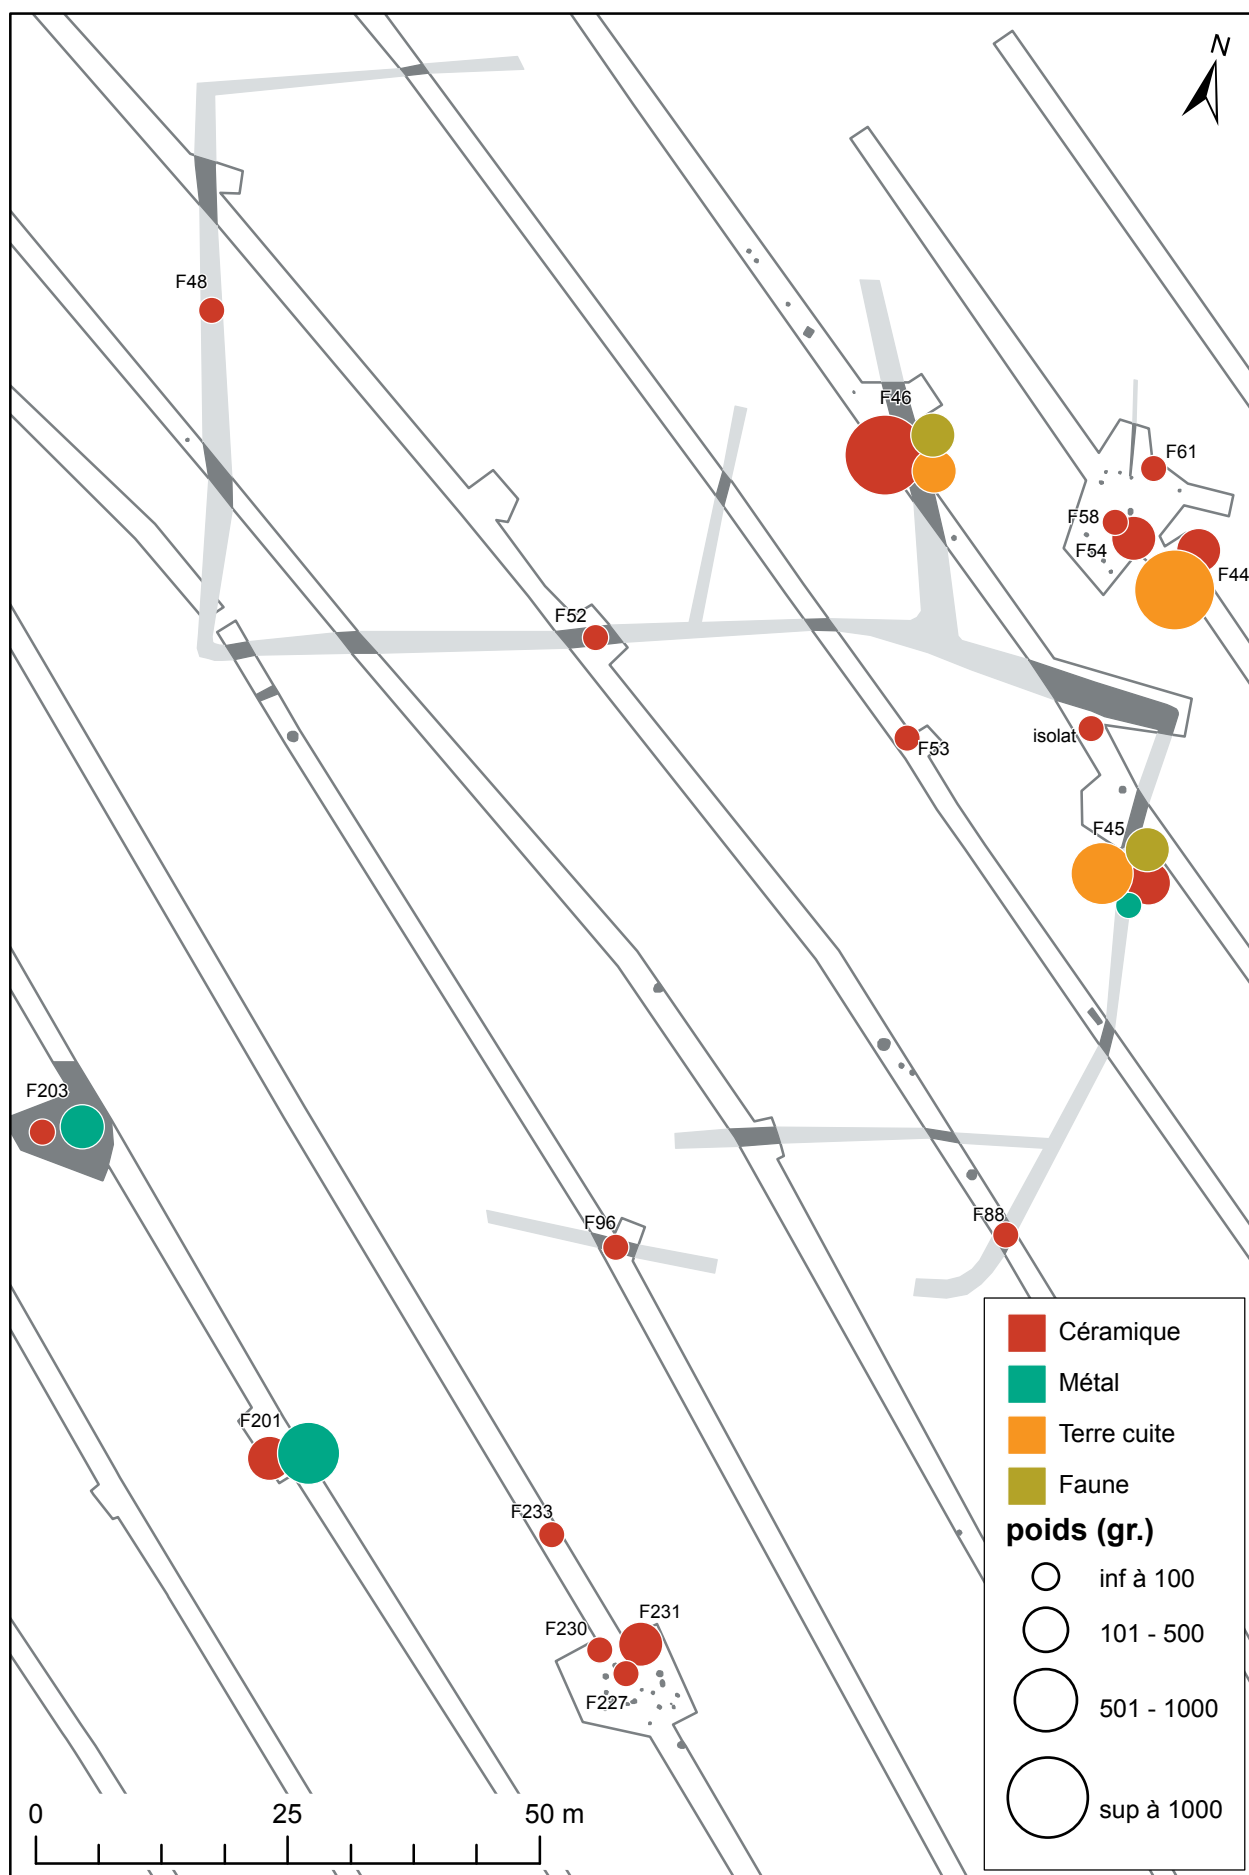 N
F48
F46
F61
F58
F54
F44
F52
isolat
F53
F45
F203
F96
F88
F201
F233
F231
F230
F227
Céramique
Métal
Terre cuite
Faune
poids (gr.)
inf à 100
101 - 500
501 - 1000
sup à 1000
0 25 50 m